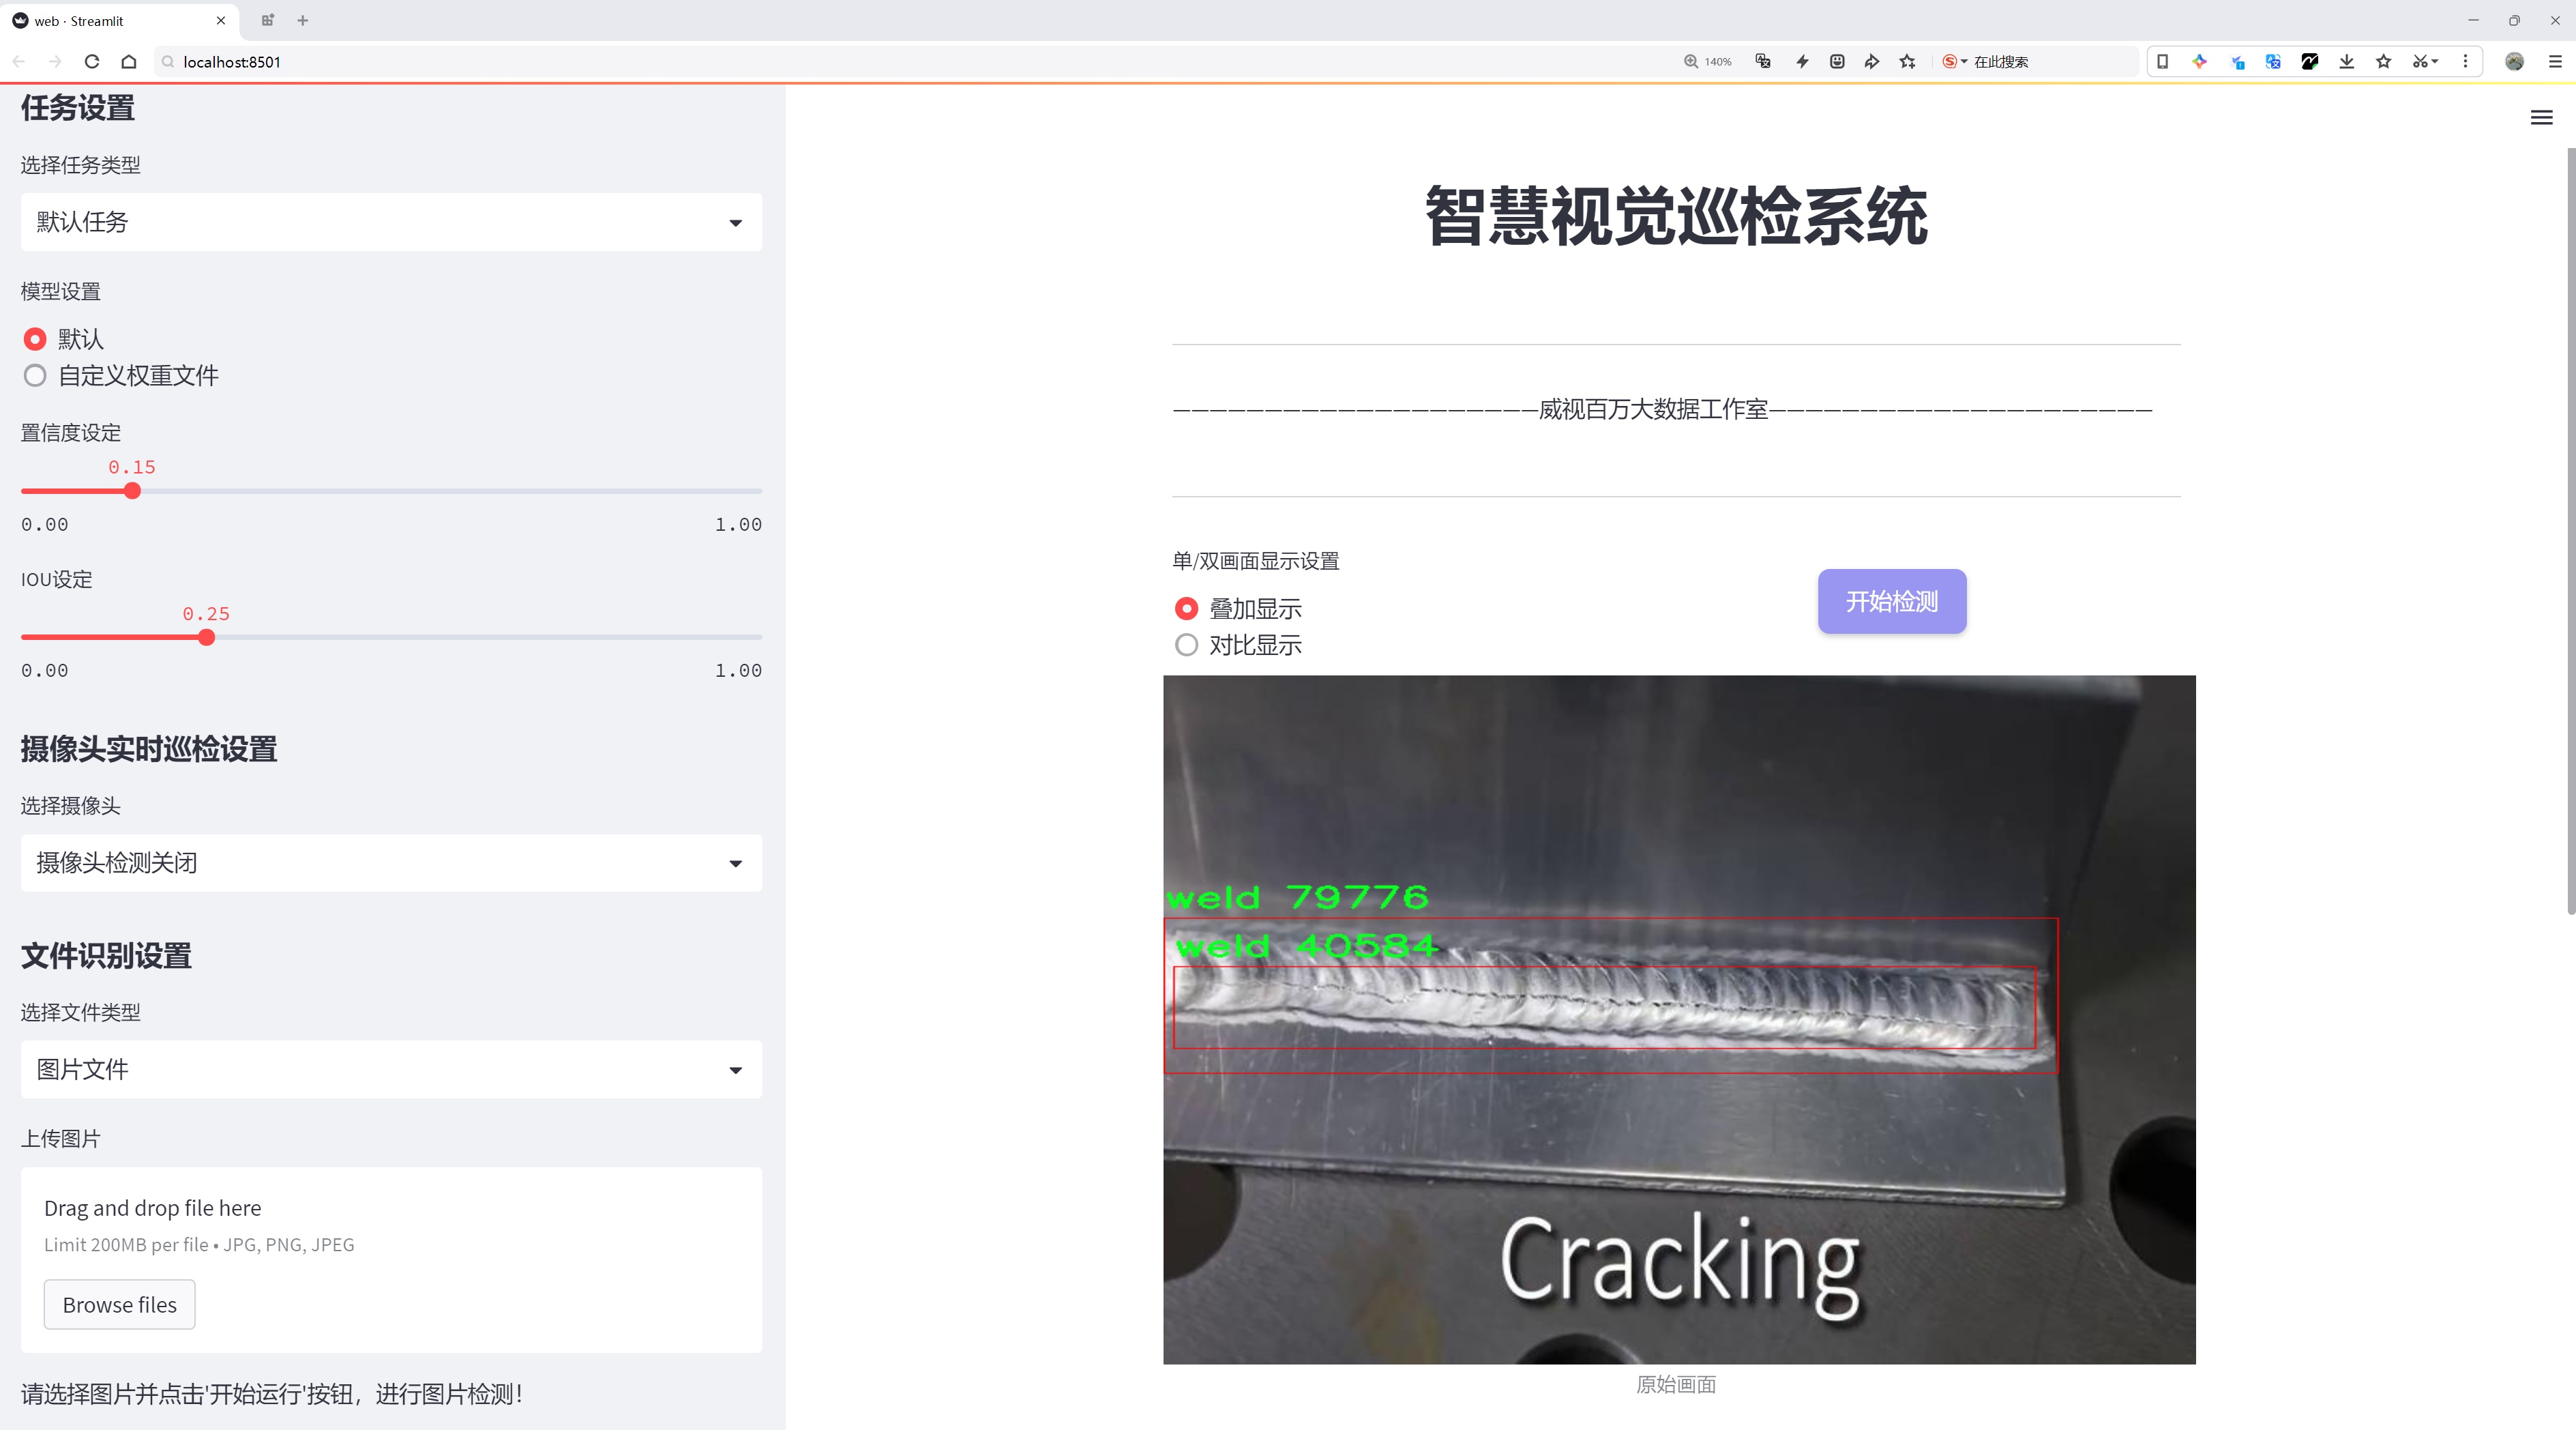 web · Streamlit
localhost:8501
140%
在此搜索
任务设置
选择任务类型
默认任务
模型设置
默认
自定义权重文件
置信度设定
0.15
0.00
1.00
IOU设定
0.25
0.00
1.00
摄像头实时巡检设置
选择摄像头
摄像头检测关闭
文件识别设置
选择文件类型
图片文件
上传图片
Drag and drop file here
Limit 200MB per file • JPG, PNG, JPEG
Browse files
请选择图片并点击'开始运行'按钮，进行图片检测！
智慧视觉巡检系统
————————————————————威视百万大数据工作室—————————————————————
单/双画面显示设置
叠加显示
对比显示
开始检测
weld 79776
weld 40584
Cracking
原始画面